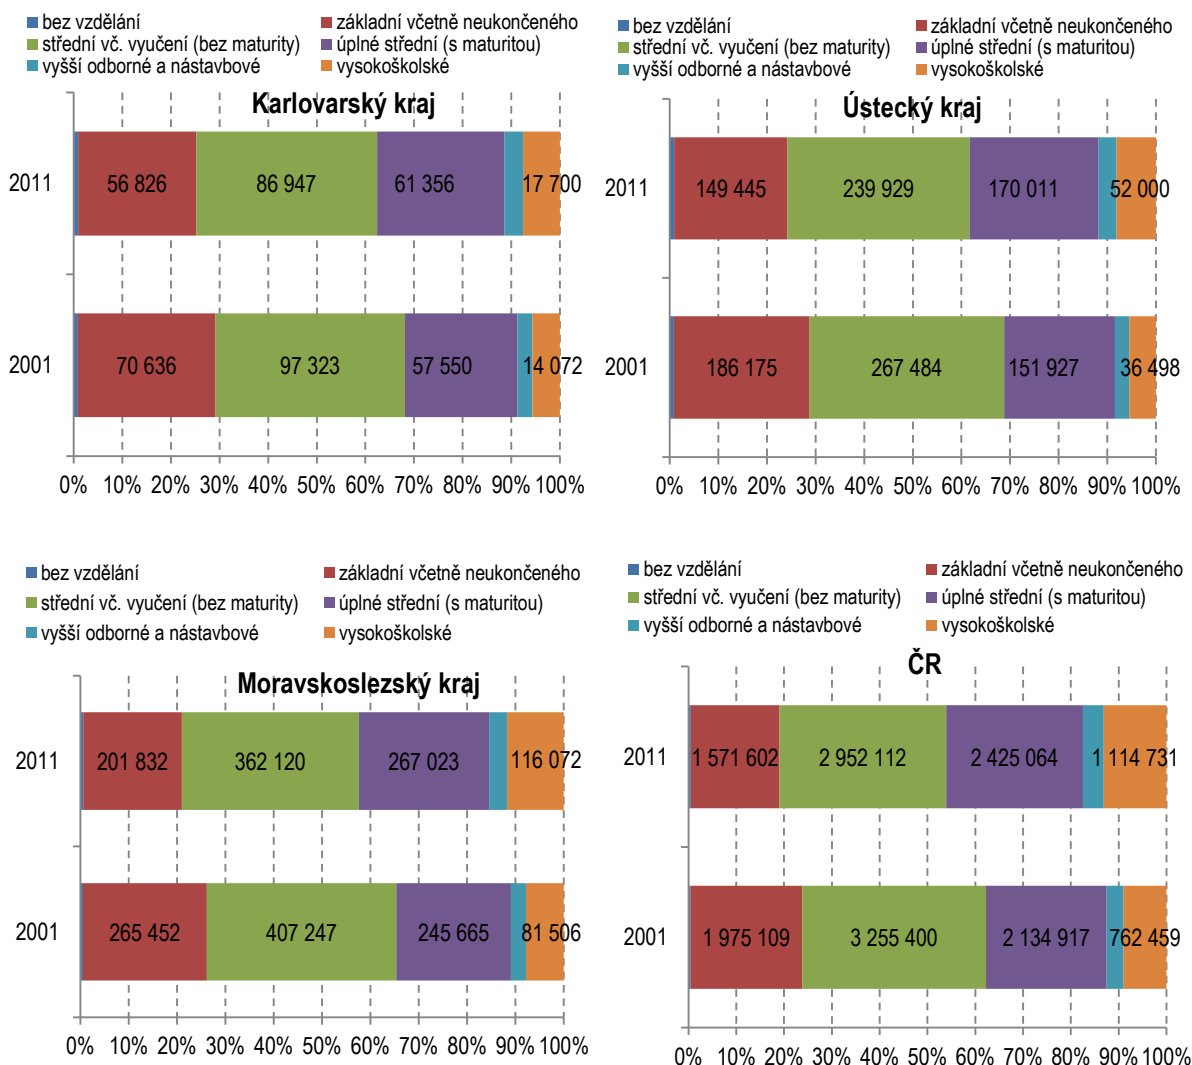 bez vzdělání
základní včetně neukončeného
střední vč. vyučení (bez maturity)
úplné střední (s maturitou)
vyšší odborné a nástavbové
vysokoškolské
Karlovarský kraj
2011
56 826
86 947
61 356
17 700
2001
70 636
97 323
57 550
14 072
0% 10% 20% 30% 40% 50% 60% 70% 80% 90% 100%
bez vzdělání
základní včetně neukončeného
střední vč. vyučení (bez maturity)
úplné střední (s maturitou)
vyšší odborné a nástavbové
vysokoškolské
Ústecký kraj
2011
149 445
239 929
170 011
52 000
2001
186 175
267 484
151 927
36 498
0% 10% 20% 30% 40% 50% 60% 70% 80% 90% 100%
bez vzdělání
základní včetně neukončeného
střední vč. vyučení (bez maturity)
úplné střední (s maturitou)
vyšší odborné a nástavbové
vysokoškolské
Moravskoslezský kraj
2011
201 832
362 120
267 023
116 072
2001
265 452
407 247
245 665
81 506
0% 10% 20% 30% 40% 50% 60% 70% 80% 90% 100%
bez vzdělání
základní včetně neukončeného
střední vč. vyučení (bez maturity)
úplné střední (s maturitou)
vyšší odborné a nástavbové
vysokoškolské
ČR
2011
1 571 602
2 952 112
2 425 064
1 114 731
2001
1 975 109
3 255 400
2 134 917
762 459
0% 10% 20% 30% 40% 50% 60% 70% 80% 90% 100%